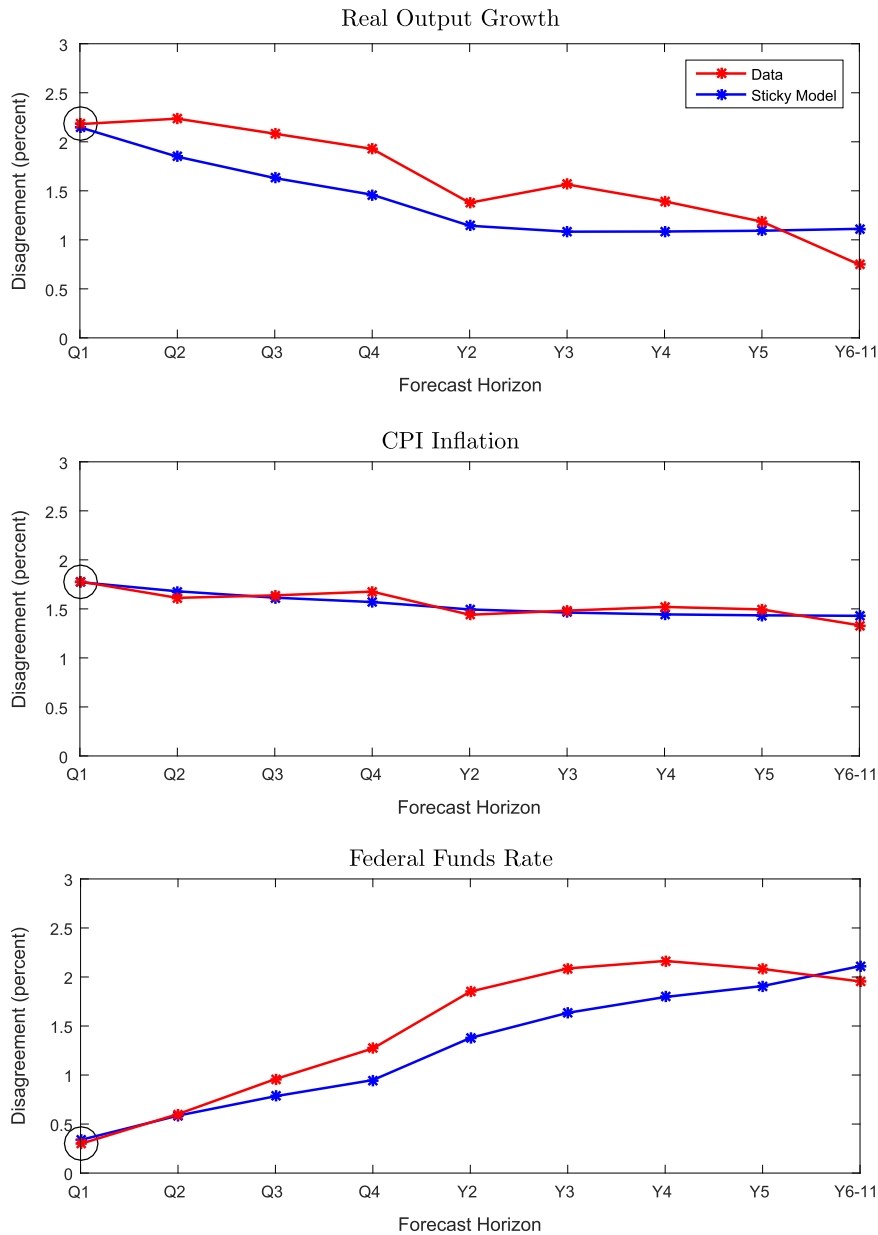 Real Output Growth
3
2.5
2
1.5
1
0.5
0
Disagreement (percent)
Data
Sticky Model
Q1 Q2 Q3 Q4 Y2 Y3 Y4 Y5 Y6-11
Forecast Horizon
CPI Inflation
3
2.5
2
1.5
1
0.5
0
Disagreement (percent)
Q1 Q2 Q3 Q4 Y2 Y3 Y4 Y5 Y6-11
Forecast Horizon
Federal Funds Rate
3
2.5
2
1.5
1
0.5
0
Disagreement (percent)
Q1 Q2 Q3 Q4 Y2 Y3 Y4 Y5 Y6-11
Forecast Horizon